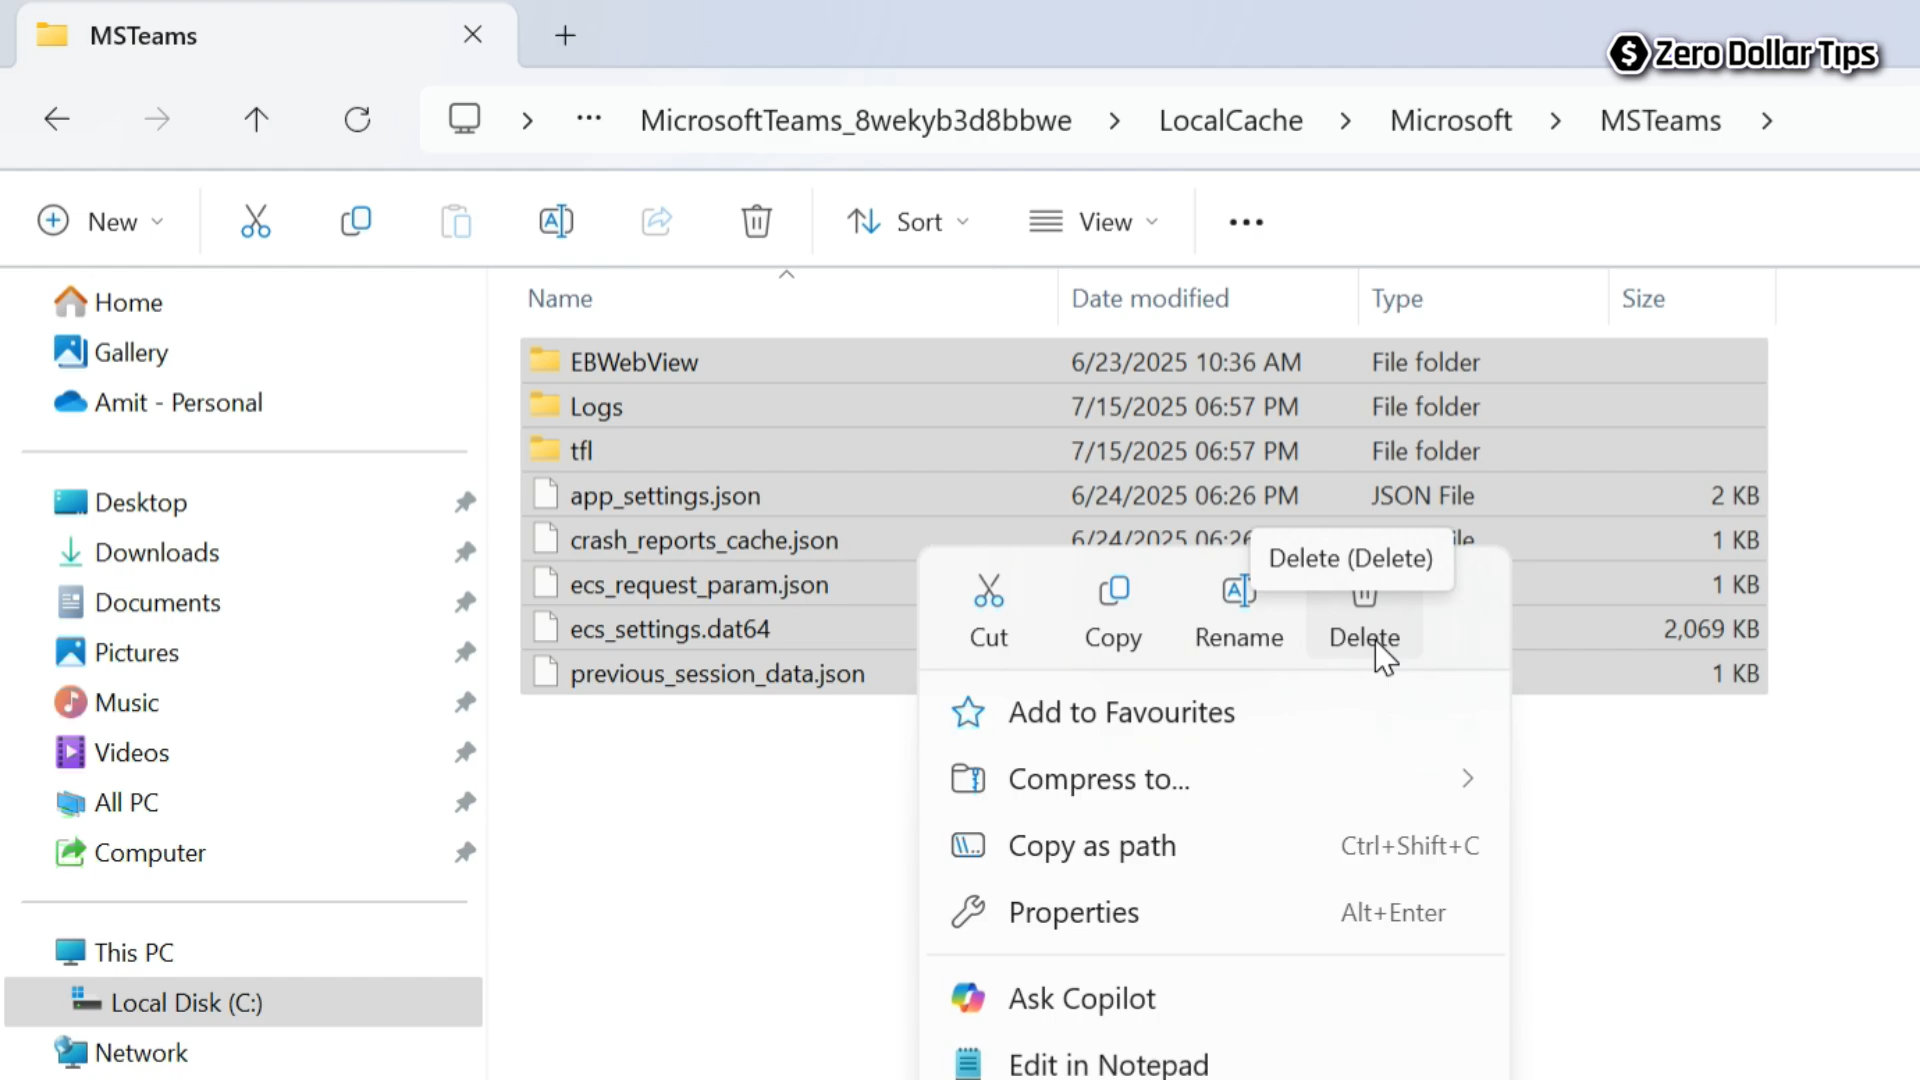 MSTeams
Zero Dollar Tips
MicrosoftTeams_8wekyb3d8bbwe > LocalCache > Microsoft > MSTeams >
New Sort View
Name Date modified Type Size
Home
Gallery
Amit - Personal
Desktop
Downloads
Documents
Pictures
Music
Videos
All PC
Computer
This PC
Local Disk (C:)
Network
EBWebView 6/23/2025 10:36 AM File folder
Logs 7/15/2025 06:57 PM File folder
tfl 7/15/2025 06:57 PM File folder
app_settings.json 6/24/2025 06:26 PM JSON File 2 KB
crash_reports_cache.json 6/24/2025 06:26 1 KB
ecs_request_param.json 1 KB
ecs_settings.dat64 2,069 KB
previous_session_data.json 1 KB
Delete (Delete)
Cut Copy Rename Delete
Add to Favourites
Compress to...
Copy as path Ctrl+Shift+C
Properties Alt+Enter
Ask Copilot
Edit in Notepad